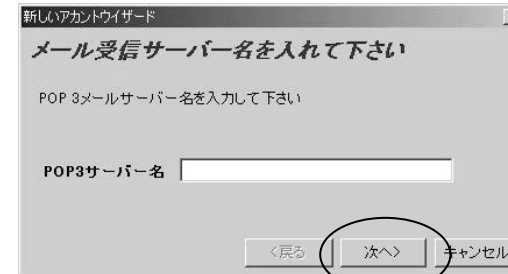 新しいアカントウイザード
メール受信サーバー名を入れて下さい
POP 3メールサーバー名を入力して下さい
POP3サーバー名
<戻る 次へ> キャンセル